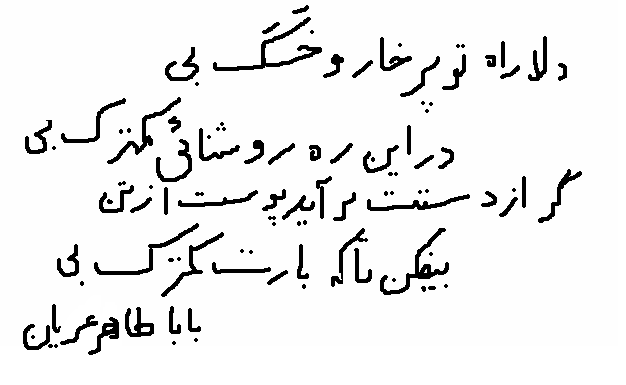 دلا راه تو پر خار و خَسَک بی
در این ره روشنائی کمترک بی
گر از دستت برآید پوست از تن
بیفکن تا که بارت کمترک بی
بابا طاهر عریان